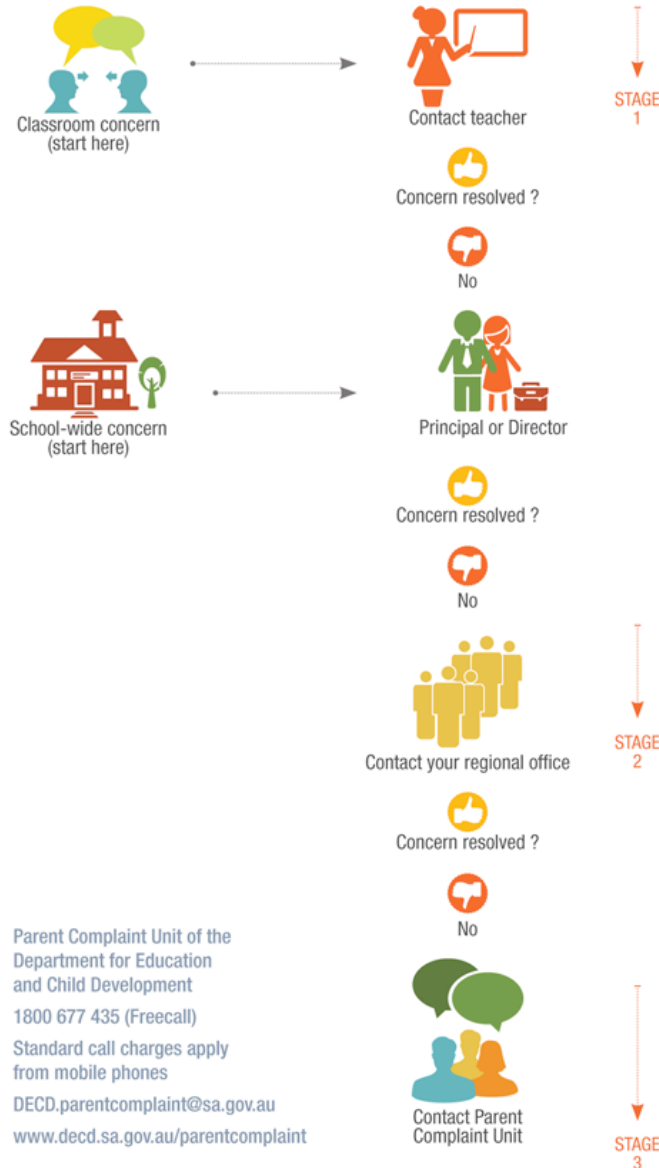 Classroom concern
(start here)
Contact teacher
STAGE
1
Concern resolved ?
No
School-wide concern
(start here)
Principal or Director
Concern resolved ?
No
Contact your regional office
STAGE
2
Concern resolved ?
No
Parent Complaint Unit of the
Department for Education
and Child Development
1800 677 435 (Freecall)
Standard call charges apply
from mobile phones
DECD.parentcomplaint@sa.gov.au
www.decd.sa.gov.au/parentcomplaint
Contact Parent
Complaint Unit
STAGE
3